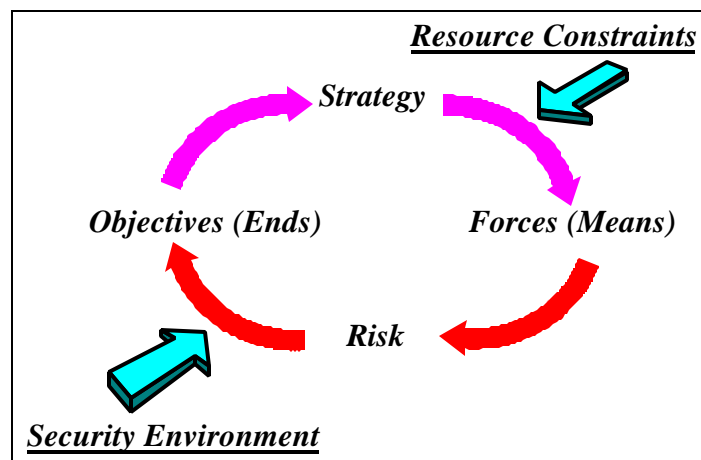 Resource Constraints
Strategy
Objectives (Ends)
Forces (Means)
Risk
Security Environment